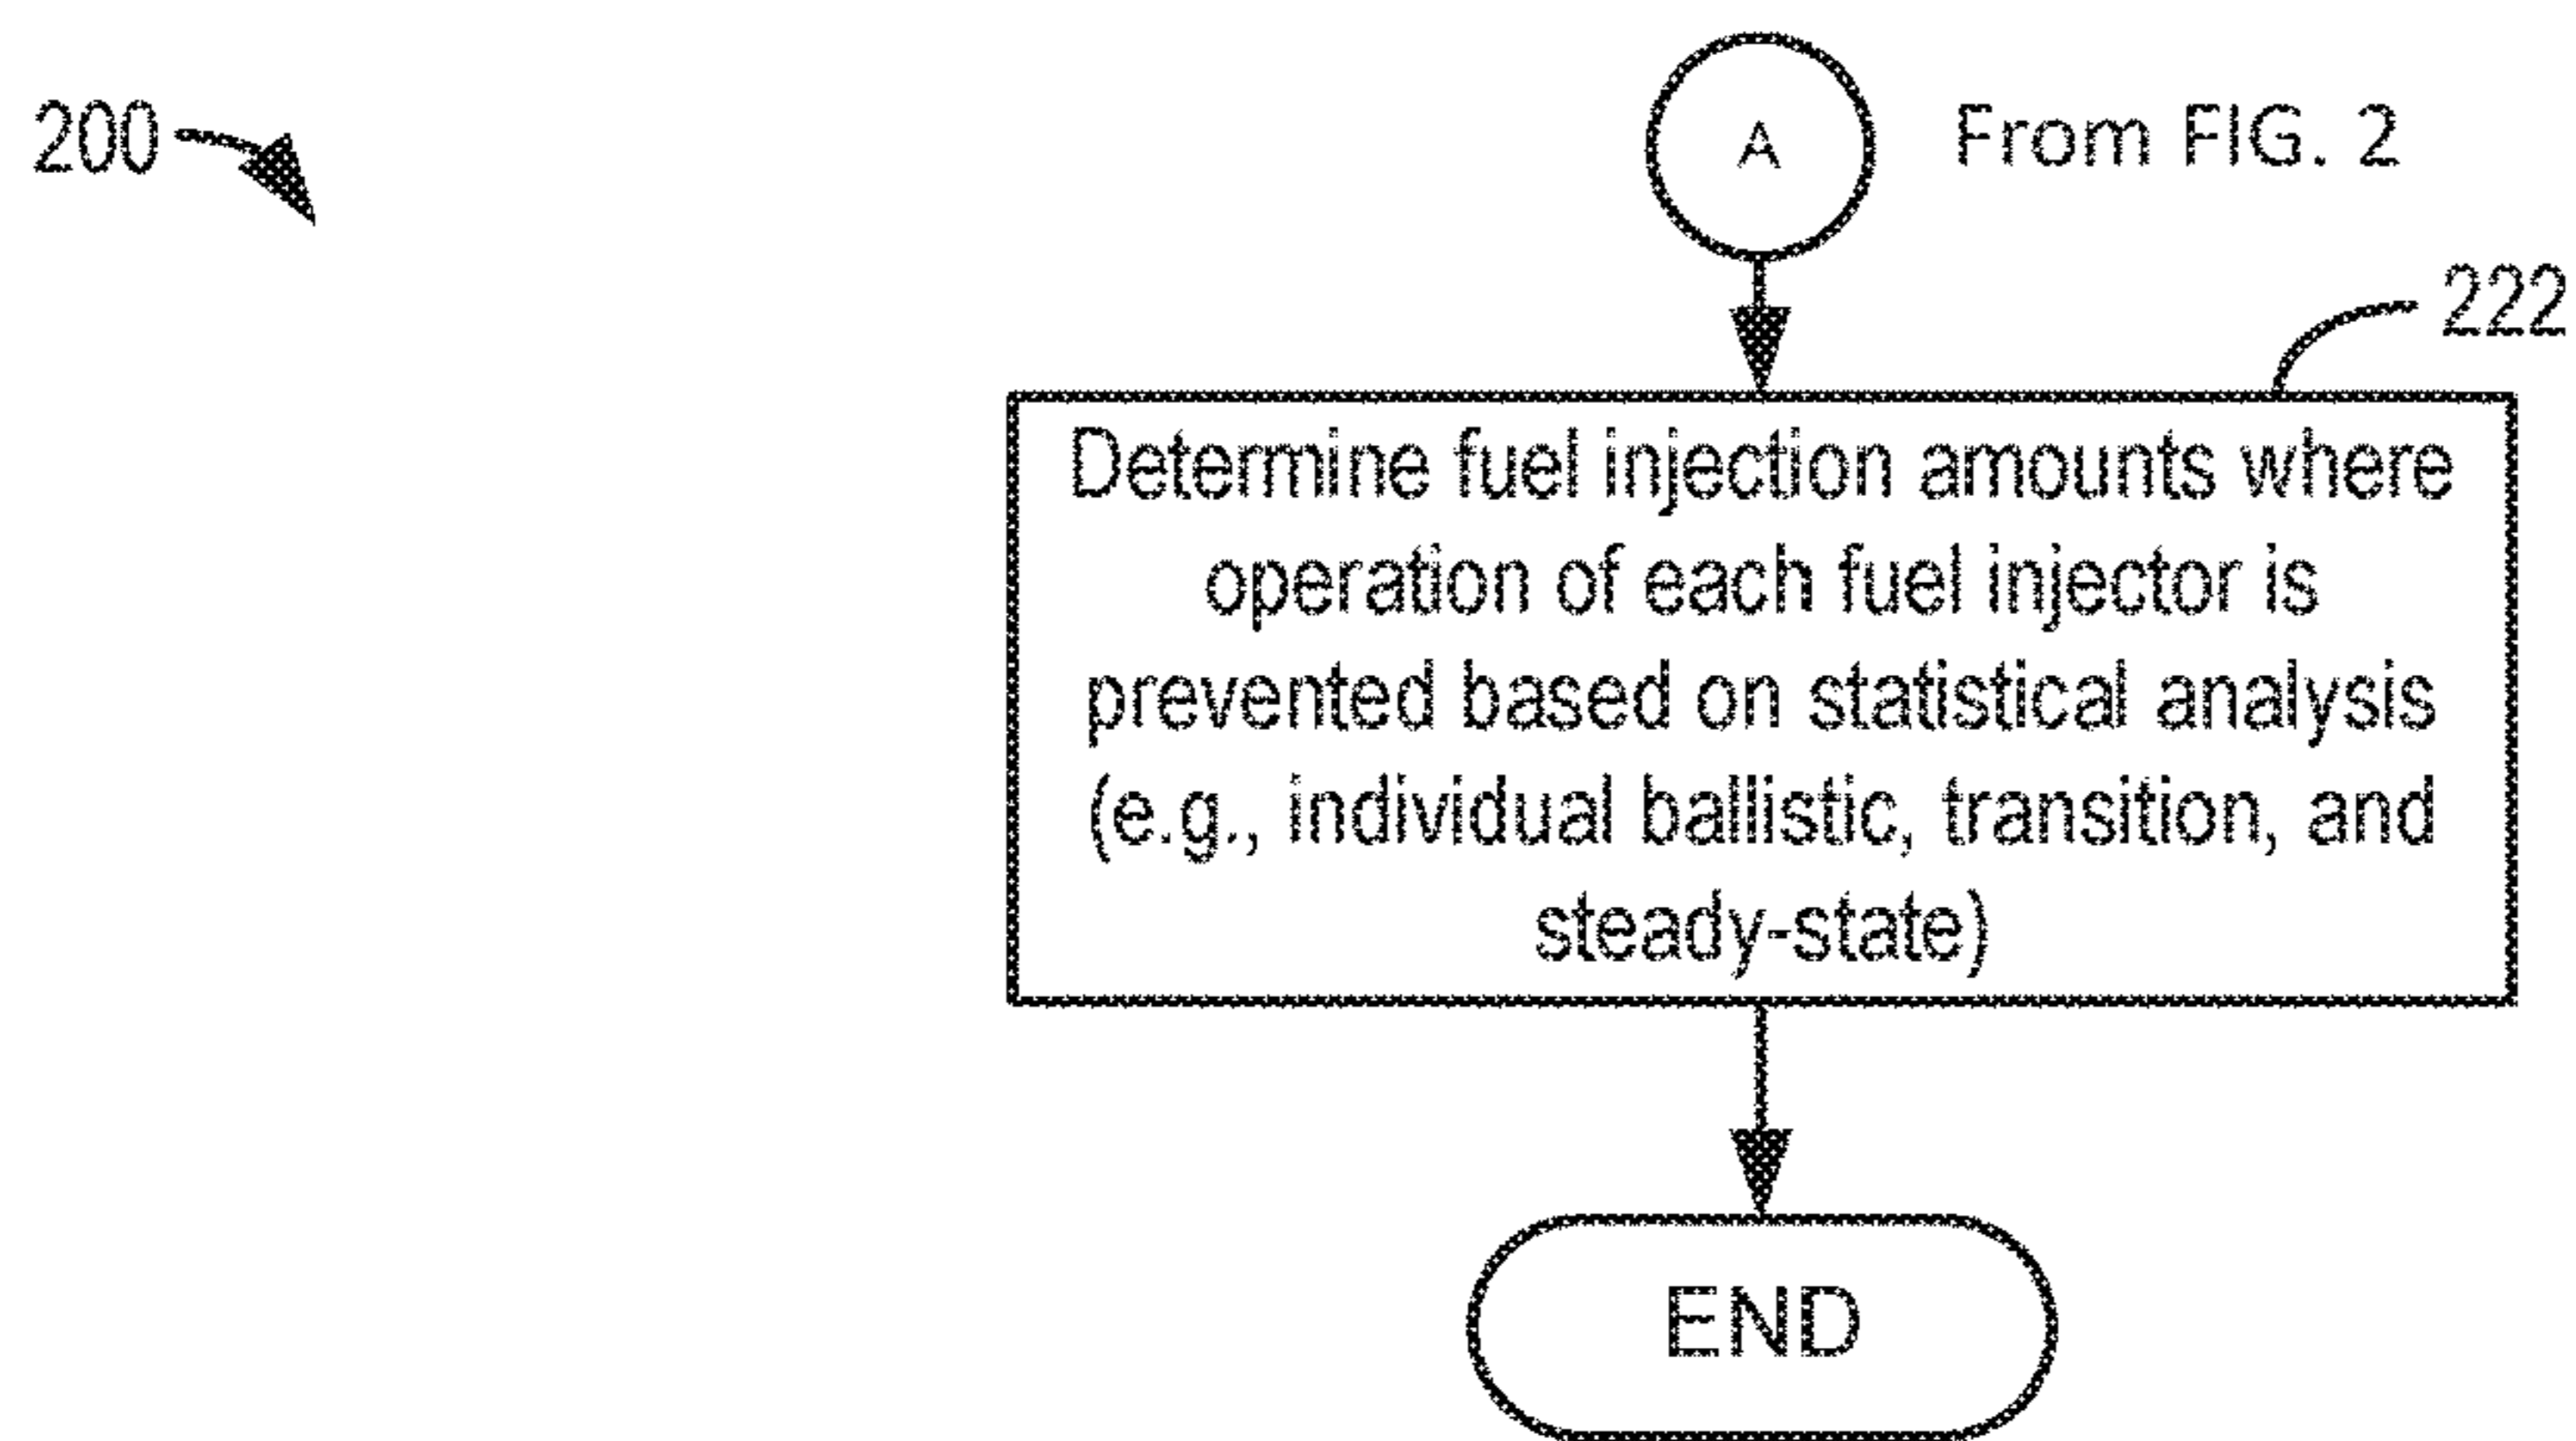 200
A
From FIG. 2
222
Determine fuel injection amounts where
operation of each fuel injector is
prevented based on statistical analysis
(e.g., individual ballistic, transition, and
steady-state)
END